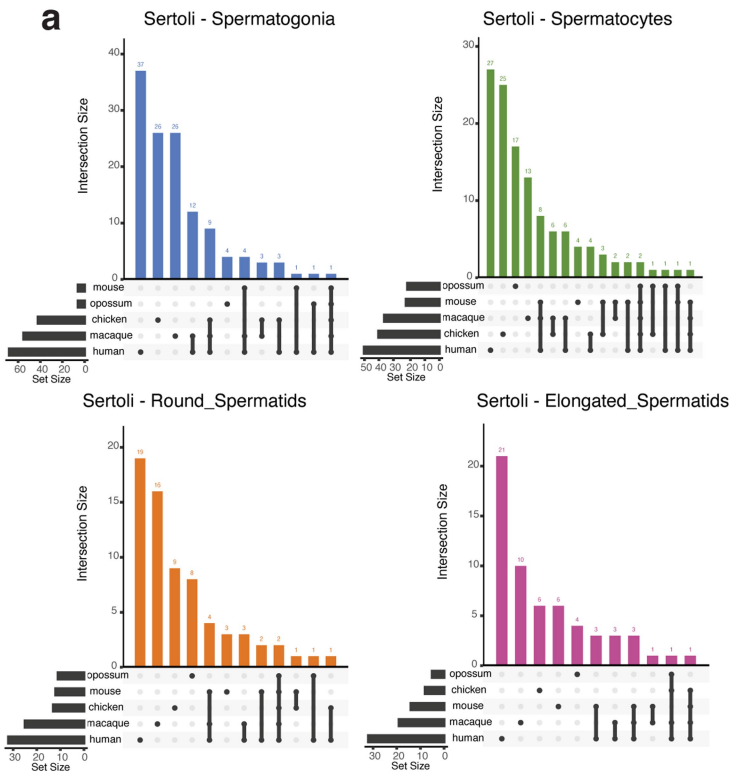 a
Sertoli - Spermatogonia
Intersection Size
40
30
20
10
0
37
26
26
12
9
4
4
3
3
1
1
1
mouse
opossum
chicken
macaque
human
60
40
20
0
Set Size
Sertoli - Spermatocytes
Intersection Size
30
20
10
0
27
25
17
13
8
6
6
4
4
3
2
2
2
1
1
1
1
opossum
mouse
macaque
chicken
human
50
40
30
20
10
0
Set Size
Sertoli - Round_Spermatids
Intersection Size
20
15
10
5
0
19
16
9
8
4
3
3
2
2
1
1
1
opossum
mouse
chicken
macaque
human
30
20
10
0
Set Size
Sertoli - Elongated_Spermatids
Intersection Size
20
15
10
5
0
21
10
6
6
4
3
3
3
1
1
1
opossum
chicken
mouse
macaque
human
30
20
10
0
Set Size